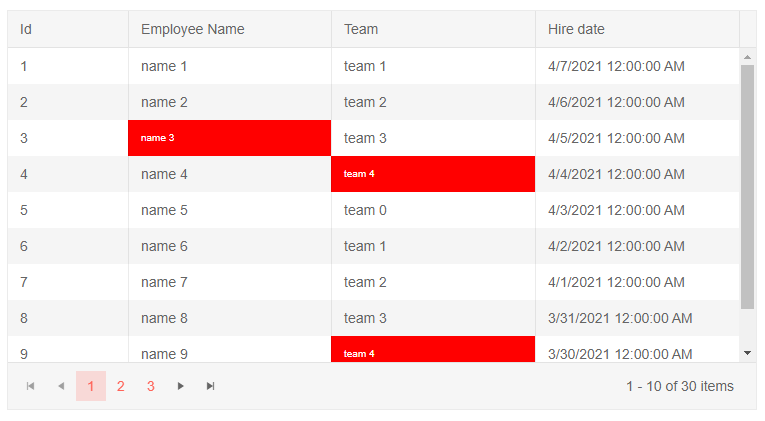 Id Employee Name Team Hire date
1 name 1 team 1 4/7/2021 12:00:00 AM
2 name 2 team 2 4/6/2021 12:00:00 AM
3 name 3 team 3 4/5/2021 12:00:00 AM
4 name 4 team 4 4/4/2021 12:00:00 AM
5 name 5 team 0 4/3/2021 12:00:00 AM
6 name 6 team 1 4/2/2021 12:00:00 AM
7 name 7 team 2 4/1/2021 12:00:00 AM
8 name 8 team 3 3/31/2021 12:00:00 AM
9 name 9 team 4 3/30/2021 12:00:00 AM
1 2 3 1 - 10 of 30 items